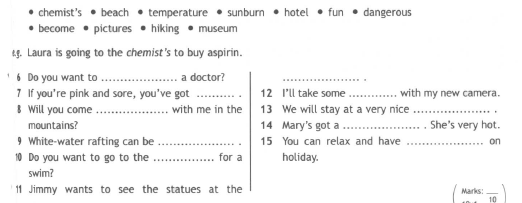 • chemist's • beach • temperature • sunburn • hotel • fun • dangerous
• become • pictures • hiking • museum
e.g. Laura is going to the chemist's to buy aspirin.
6 Do you want to .................... a doctor?
7 If you're pink and sore, you've got .......... .
8 Will you come ................... with me in the
mountains?
9 White-water rafting can be .................. .
10 Do you want to go to the ................ for a
swim?
11 Jimmy wants to see the statues at the
..................... .
12 I'll take some ............. with my new camera.
13 We will stay at a very nice .................... .
14 Mary's got a .................... . She's very hot.
15 You can relax and have .................... on
holiday.
Marks: ___
10